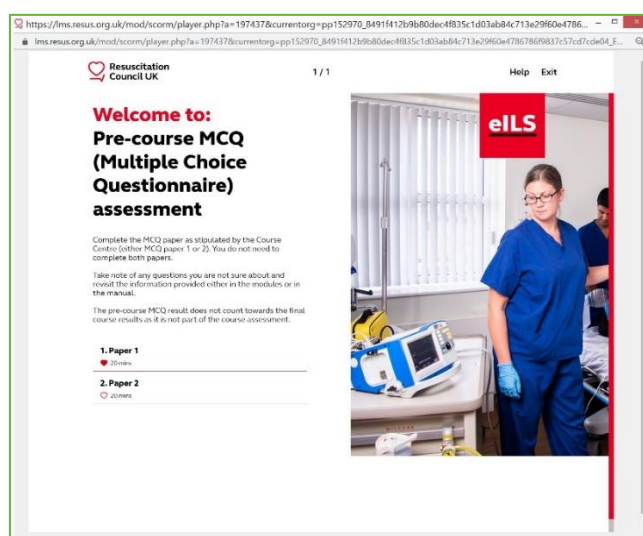 https://lms.resus.org.uk/mod/scorm/player.php?a=197437&currentorg=pp152970_8491f412b9b80dec4f835c1d03ab84c713e29f60e4786...
lms.resus.org.uk/mod/scorm/player.php?a=197437&currentorg=pp152970_8491f412b9b80dec4f835c1d03ab84c713e29f60e4786786f9837c57cd7cde04_E...
Resuscitation
Council UK
1 / 1
Help Exit
Welcome to:
Pre-course MCQ
(Multiple Choice
Questionnaire)
assessment
eILS
Complete the MCQ paper as stipulated by the Course
Centre (either MCQ paper 1 or 2). You do not need to
complete both papers.
Take note of any questions you are not sure about and
revisit the information provided either in the modules or in
the manual.
The pre-course MCQ result does not count towards the final
course results as it is not part of the course assessment.
1. Paper 1
20 mins
2. Paper 2
20 mins